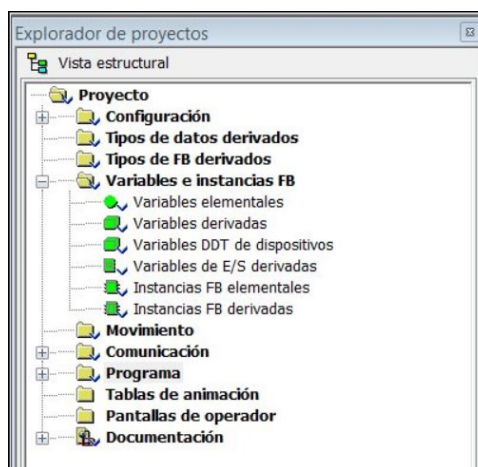 Explorador de proyectos
Vista estructural
Proyecto
Configuración
Tipos de datos derivados
Tipos de FB derivados
Variables e instancias FB
Variables elementales
Variables derivadas
Variables DDT de dispositivos
Variables de E/S derivadas
Instancias FB elementales
Instancias FB derivadas
Movimiento
Comunicación
Programa
Tablas de animación
Pantallas de operador
Documentación